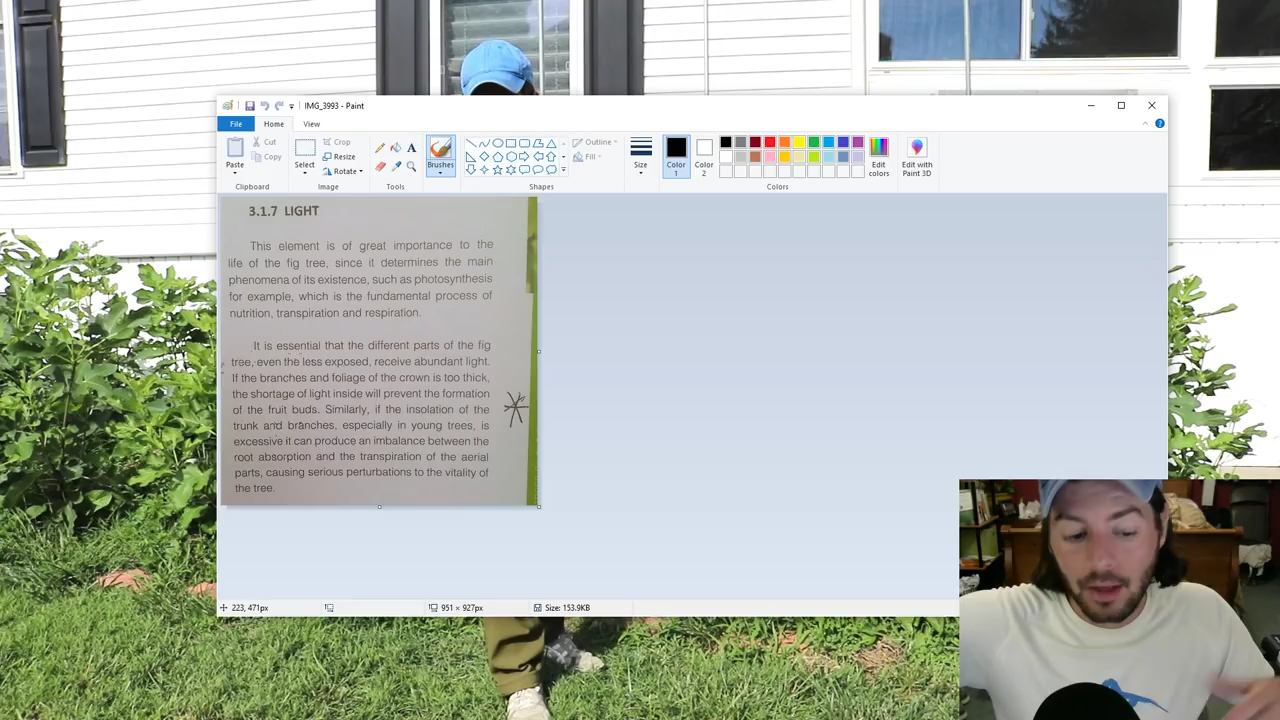 IMG_3993 - Paint
File
Home
View
Paste
Cut
Copy
Clipboard
Select
Crop
Resize
Rotate
Image
Tools
Brushes
Shapes
Outline
Fill
Size
Color
1
Color
2
Colors
Edit
colors
Edit with
Paint 3D
3.1.7 LIGHT
This element is of great importance to the
life of the fig tree, since it determines the main
phenomena of its existence, such as photosynthesis
for example, which is the fundamental process of
nutrition, transpiration and respiration.
It is essential that the different parts of the fig
tree, even the less exposed, receive abundant light.
If the branches and foliage of the crown is too thick,
the shortage of light inside will prevent the formation
of the fruit buds. Similarly, if the insolation of the
trunk and branches, especially in young trees, is
excessive it can produce an imbalance between the
root absorption and the transpiration of the aerial
parts, causing serious perturbations to the vitality of
the tree.
223, 471px
951 × 927px
Size: 153.9KB